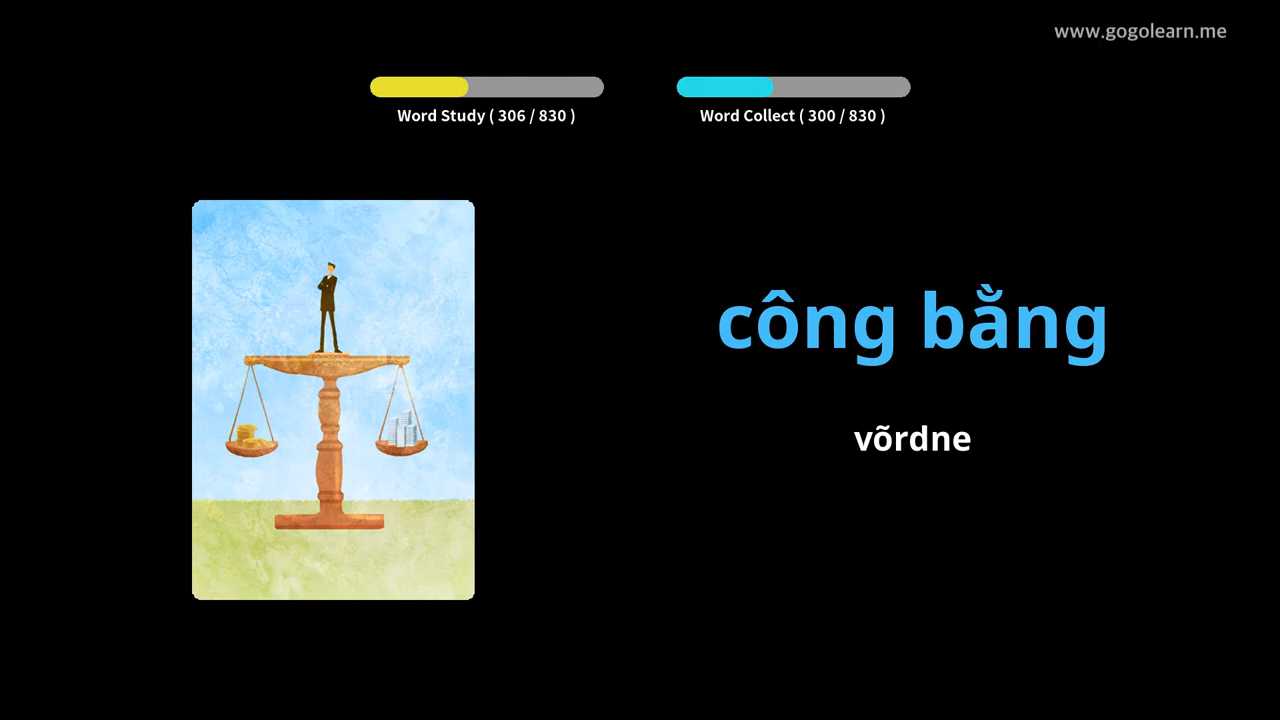 www.gogolearn.me
Word Study ( 306 / 830 )
Word Collect ( 300 / 830 )
công bằng
võrdne